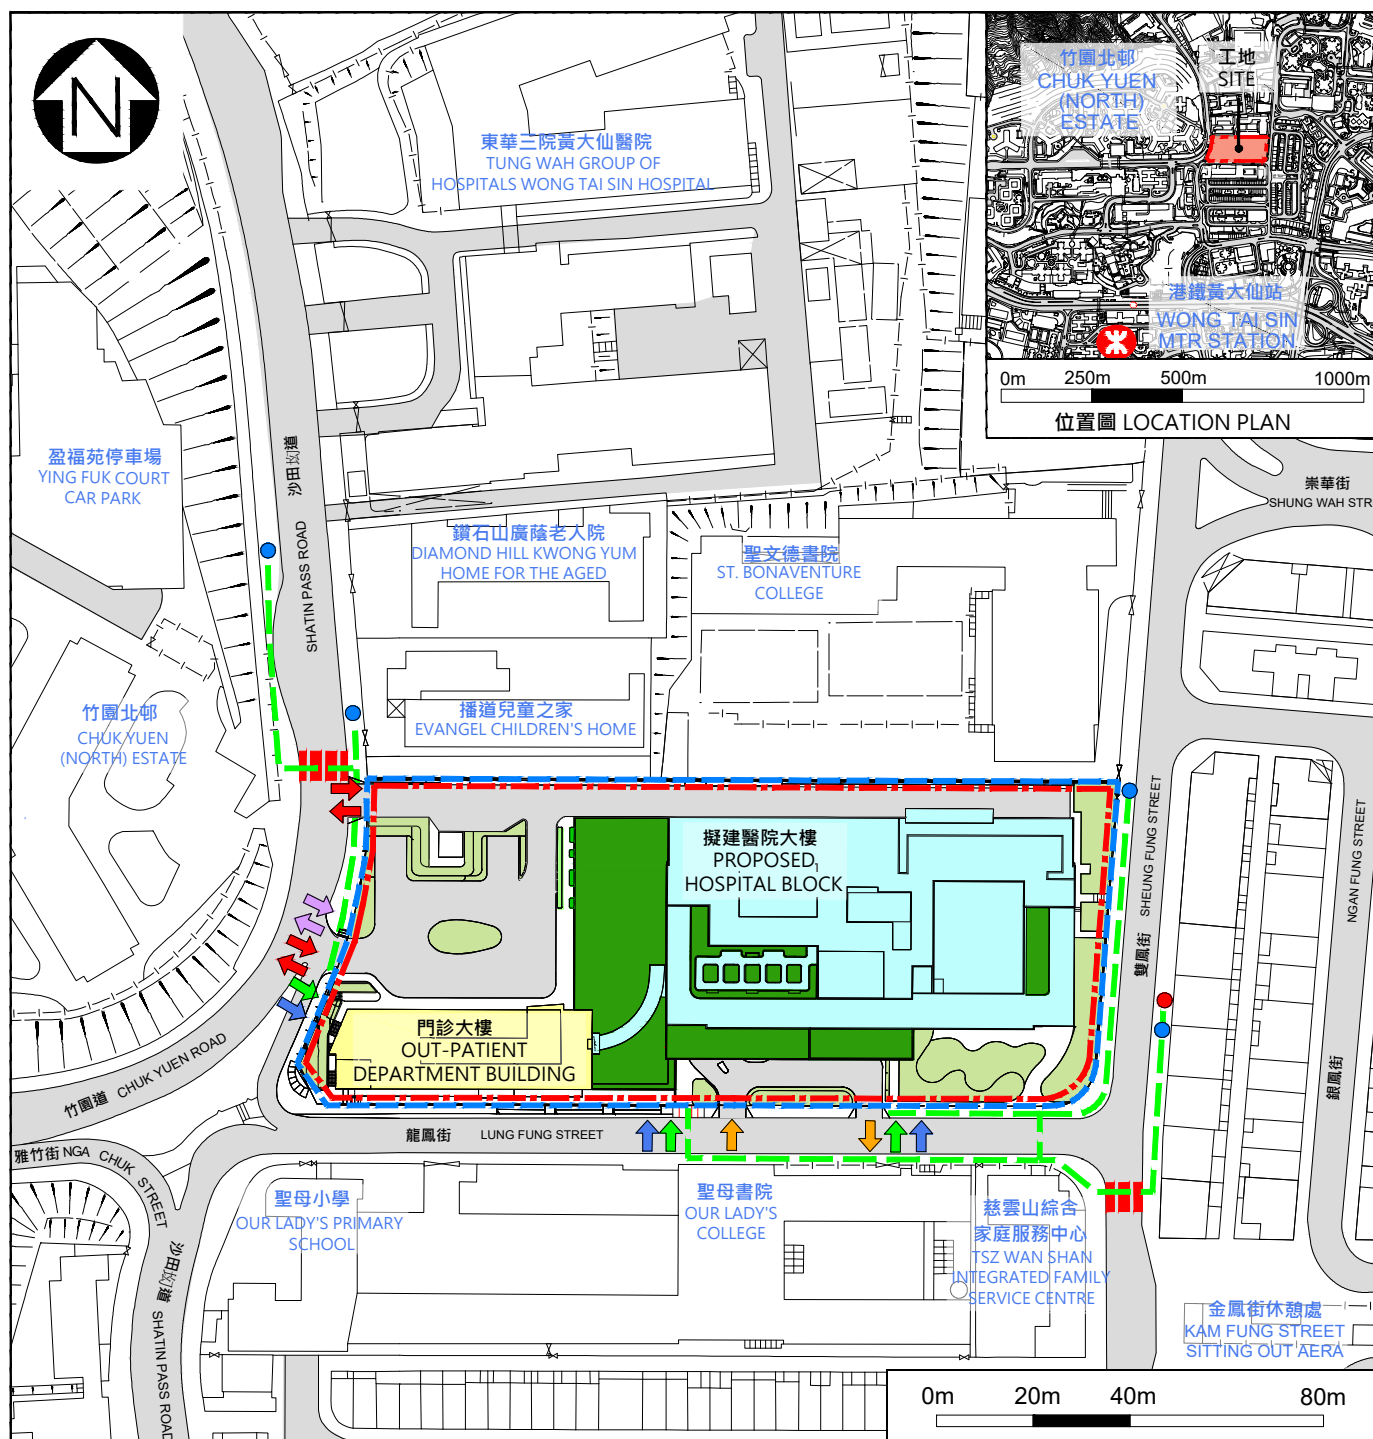 N
東華三院黃大仙醫院
TUNG WAH GROUP OF
HOSPITALS WONG TAI SIN HOSPITAL
竹園北邨
CHUK YUEN
(NORTH)
ESTATE
工地
SITE
港鐵黃大仙站
WONG TAI SIN
MTR STATION
0m 250m 500m 1000m
位置圖 LOCATION PLAN
盈福苑停車場
YING FUK COURT
CAR PARK
沙田坳道
SHATIN PASS ROAD
崇華街
SHUNG WAH STR
鑽石山廣蔭老人院
DIAMOND HILL KWONG YUM
HOME FOR THE AGED
聖文德書院
ST. BONAVENTURE
COLLEGE
竹園北邨
CHUK YUEN
(NORTH) ESTATE
播道兒童之家
EVANGEL CHILDREN'S HOME
擬建醫院大樓
PROPOSED
HOSPITAL BLOCK
雙鳳街 SHEUNG FUNG STREET
銀鳳街 NGAN FUNG STREET
門診大樓
OUT-PATIENT
DEPARTMENT BUILDING
竹園道 CHUK YUEN ROAD
龍鳳街 LUNG FUNG STREET
雅竹街 NGA CHUK STREET
沙田坳道 SHATIN PASS ROAD
聖母小學
OUR LADY'S PRIMARY
SCHOOL
聖母書院
OUR LADY'S
COLLEGE
慈雲山綜合
家庭服務中心
TSZ WAN SHAN
INTEGRATED FAMILY
SERVICE CENTRE
金鳳街休憩處
KAM FUNG STREET
SITTING OUT AERA
0m 20m 40m 80m